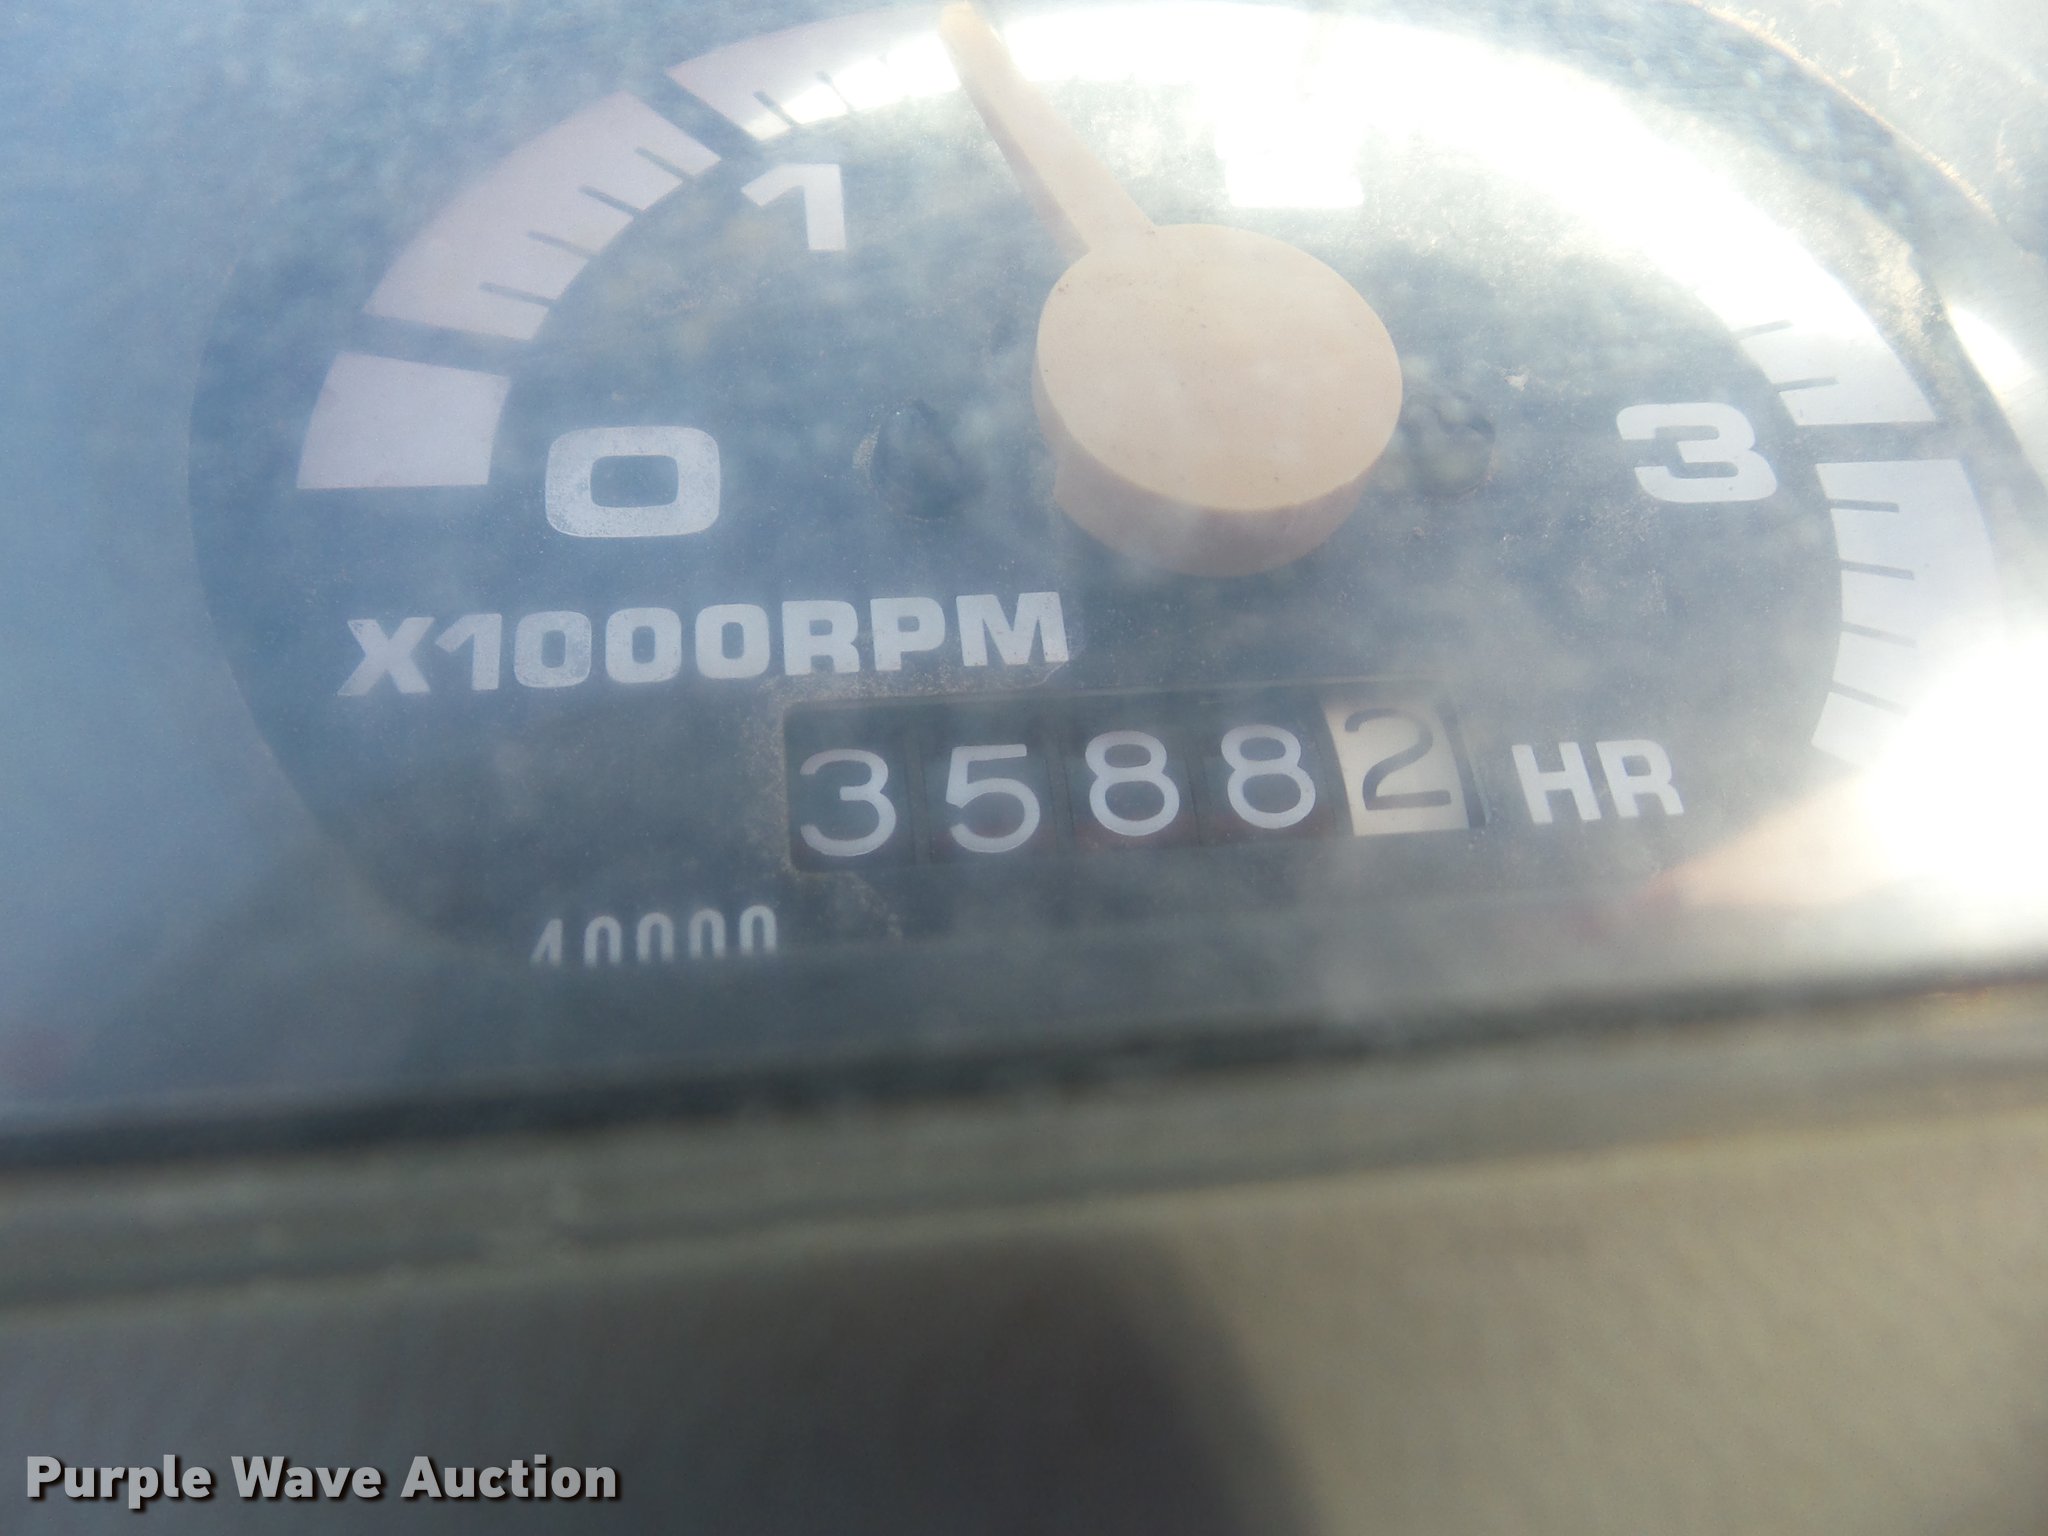 1
0
3
X1000RPM
35882 HR
40000
Purple Wave Auction